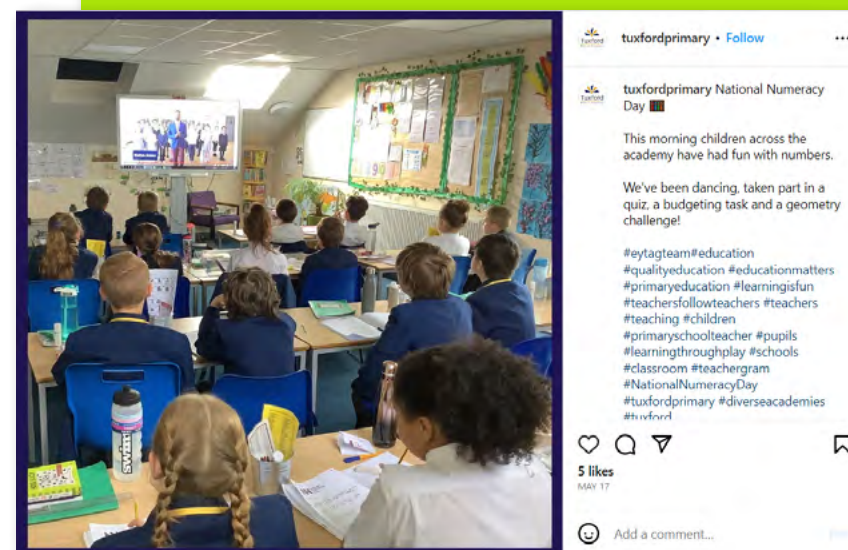 tuxfordprimary • Follow
tuxfordprimary National Numeracy
Day
This morning children across the
academy have had fun with numbers.
We've been dancing, taken part in a
quiz, a budgeting task and a geometry
challenge!
#eytagteam#education
#qualityeducation #educationmatters
#primaryeducation #learningisfun
#teachersfollowteachers #teachers
#teaching #children
#primaryschoolteacher #pupils
#learningthroughplay #schools
#classroom #teachergram
#NationalNumeracyDay
#tuxfordprimary #diverseacademies
#tuxford
5 likes
MAY 17
Add a comment...